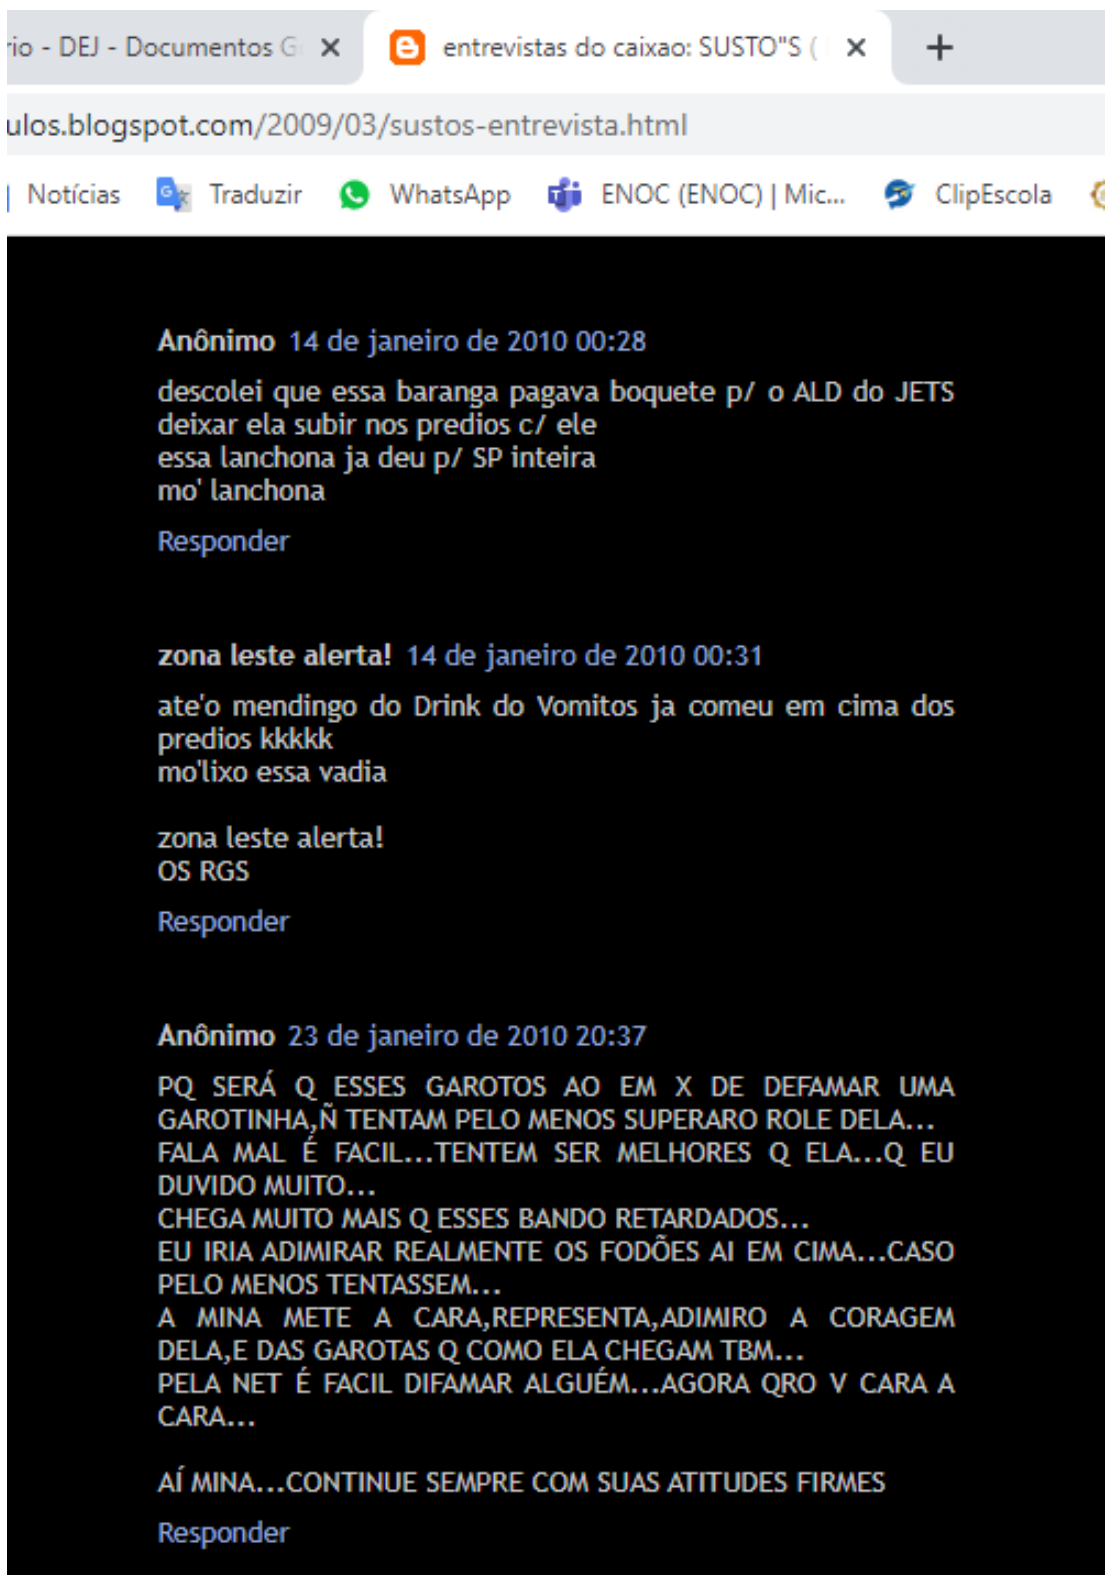 rio - DEJ - Documentos G
entrevistas do caixao: SUSTO"S (
ulos.blogspot.com/2009/03/sustos-entrevista.html
Notícias
Traduzir
WhatsApp
ENOC (ENOC) | Mic...
ClipEscola
Anônimo 14 de janeiro de 2010 00:28
descolei que essa baranga pagava boquete p/ o ALD do JETS
deixar ela subir nos predios c/ ele
essa lanchona ja deu p/ SP inteira
mo' lanchona
Responder
zona leste alerta! 14 de janeiro de 2010 00:31
ate'o mendingo do Drink do Vomitos ja comeu em cima dos
predios kkkkk
mo'lixo essa vadia
zona leste alerta!
OS RGS
Responder
Anônimo 23 de janeiro de 2010 20:37
PQ SERÁ Q ESSES GAROTOS AO EM X DE DEFAMAR UMA
GAROTINHA,Ñ TENTAM PELO MENOS SUPERARO ROLE DELA...
FALA MAL É FACIL...TENTEM SER MELHORES Q ELA...Q EU
DUVIDO MUITO...
CHEGA MUITO MAIS Q ESSES BANDO RETARDADOS...
EU IRIA ADIMIRAR REALMENTE OS FODÕES AI EM CIMA...CASO
PELO MENOS TENTASSEM...
A MINA METE A CARA,REPRESENTA,ADIMIRO A CORAGEM
DELA,E DAS GAROTAS Q COMO ELA CHEGAM TBM...
PELA NET É FACIL DIFAMAR ALGUÉM...AGORA QRO V CARA A
CARA...
AÍ MINA...CONTINUE SEMPRE COM SUAS ATITUDES FIRMES
Responder